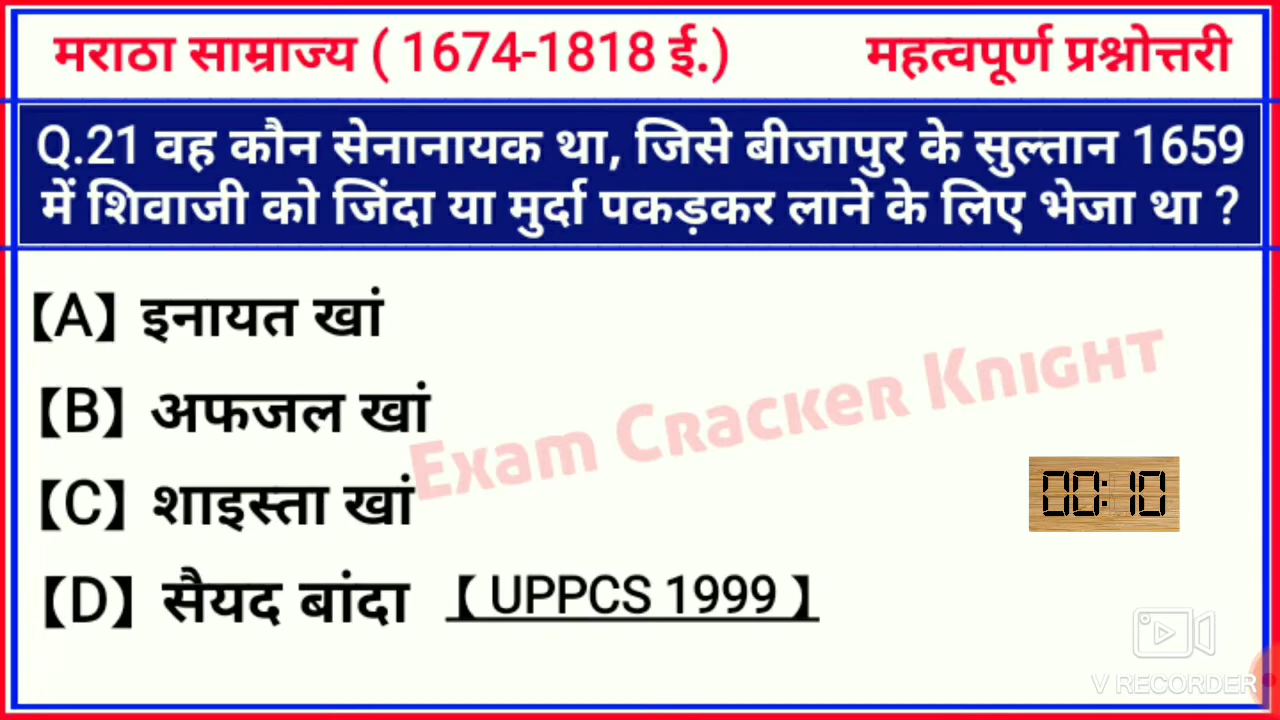 मराठा साम्राज्य ( 1674-1818 ई.) महत्वपूर्ण प्रश्नोत्तरी
Q.21 वह कौन सेनानायक था, जिसे बीजापुर के सुल्तान 1659
में शिवाजी को जिंदा या मुर्दा पकड़कर लाने के लिए भेजा था ?
【A】 इनायत खां
【B】 अफजल खां
Exam Cracker Knight
【C】 शाइस्ता खां
00:10
【D】 सैयद बांदा 【 UPPCS 1999 】
V RECORDER